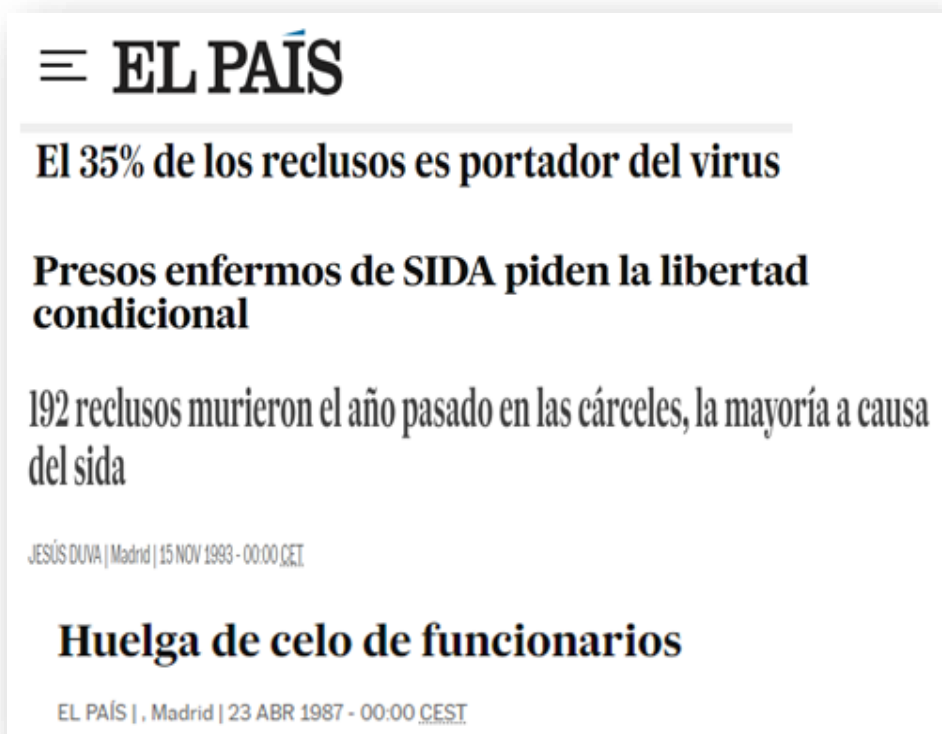 EL PAÍS
El 35% de los reclusos es portador del virus
Presos enfermos de SIDA piden la libertad
condicional
192 reclusos murieron el año pasado en las cárceles, la mayoría a causa
del sida
JESÚS DUVA | Madrid | 15 NOV 1993 - 00:00 CET
Huelga de celo de funcionarios
EL PAÍS | , Madrid | 23 ABR 1987 - 00:00 CEST